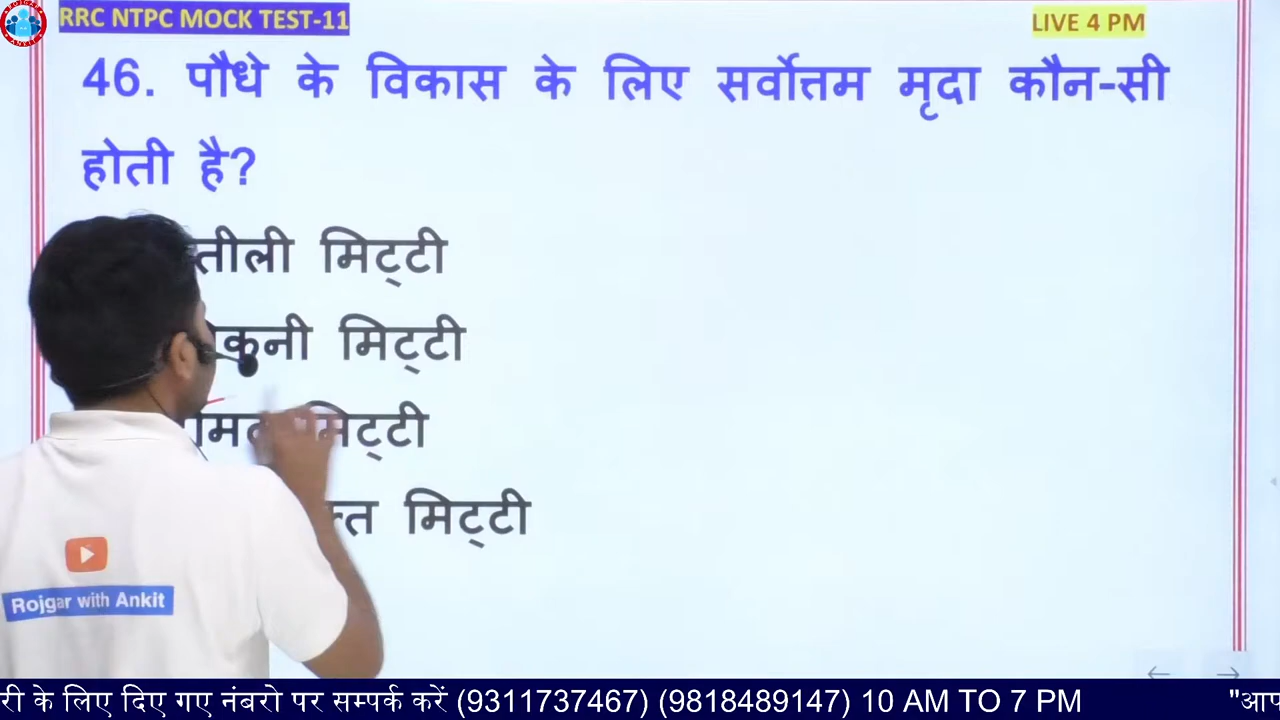 RRC NTPC MOCK TEST-11
LIVE 4 PM
46. पौधे के विकास के लिए सर्वोत्तम मृदा कौन-सी
होती है?
मिट्टी
मिट्टी
मिट्टी
मिट्टी
Rojgar with Ankit
के लिए दिए गए नंबरो पर सम्पर्क करें (9311737467) (9818489147) 10 AM TO 7 PM